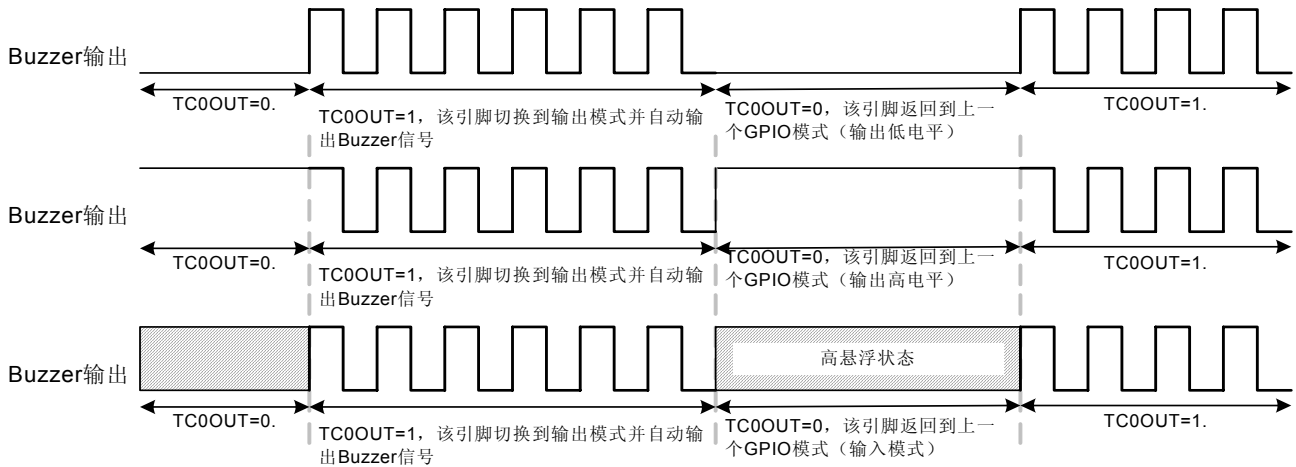 Buzzer输出
TC0OUT=0.
TC0OUT=1，该引脚切换到输出模式并自动输
出Buzzer信号
TC0OUT=0，该引脚返回到上一
个GPIO模式（输出低电平）
TC0OUT=1.
Buzzer输出
TC0OUT=0.
TC0OUT=1，该引脚切换到输出模式并自动输
出Buzzer信号
TC0OUT=0，该引脚返回到上一
个GPIO模式（输出高电平）
TC0OUT=1.
Buzzer输出
高悬浮状态
TC0OUT=0.
TC0OUT=1，该引脚切换到输出模式并自动输
出Buzzer信号
TC0OUT=0，该引脚返回到上一
个GPIO模式（输入模式）
TC0OUT=1.